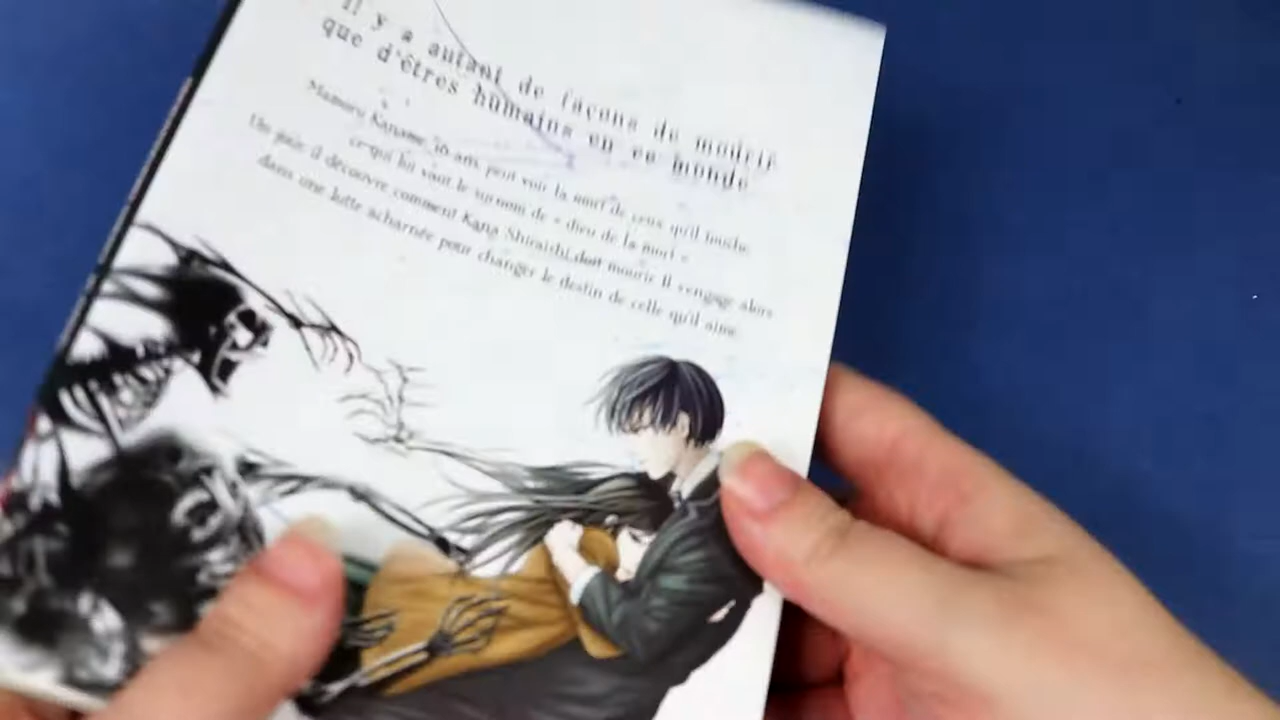 Il y a autant de façons de mourir
que d'êtres humains en ce monde
Mamoru Kaname, 16 ans, peut voir la mort de ceux qu'il touche,
ce qui lui vaut le surnom de « dieu de la mort »
Un jour, il découvre comment Kana Shiraishi doit mourir. Il s'engage alors
dans une lutte acharnée pour changer le destin de celle qu'il aime